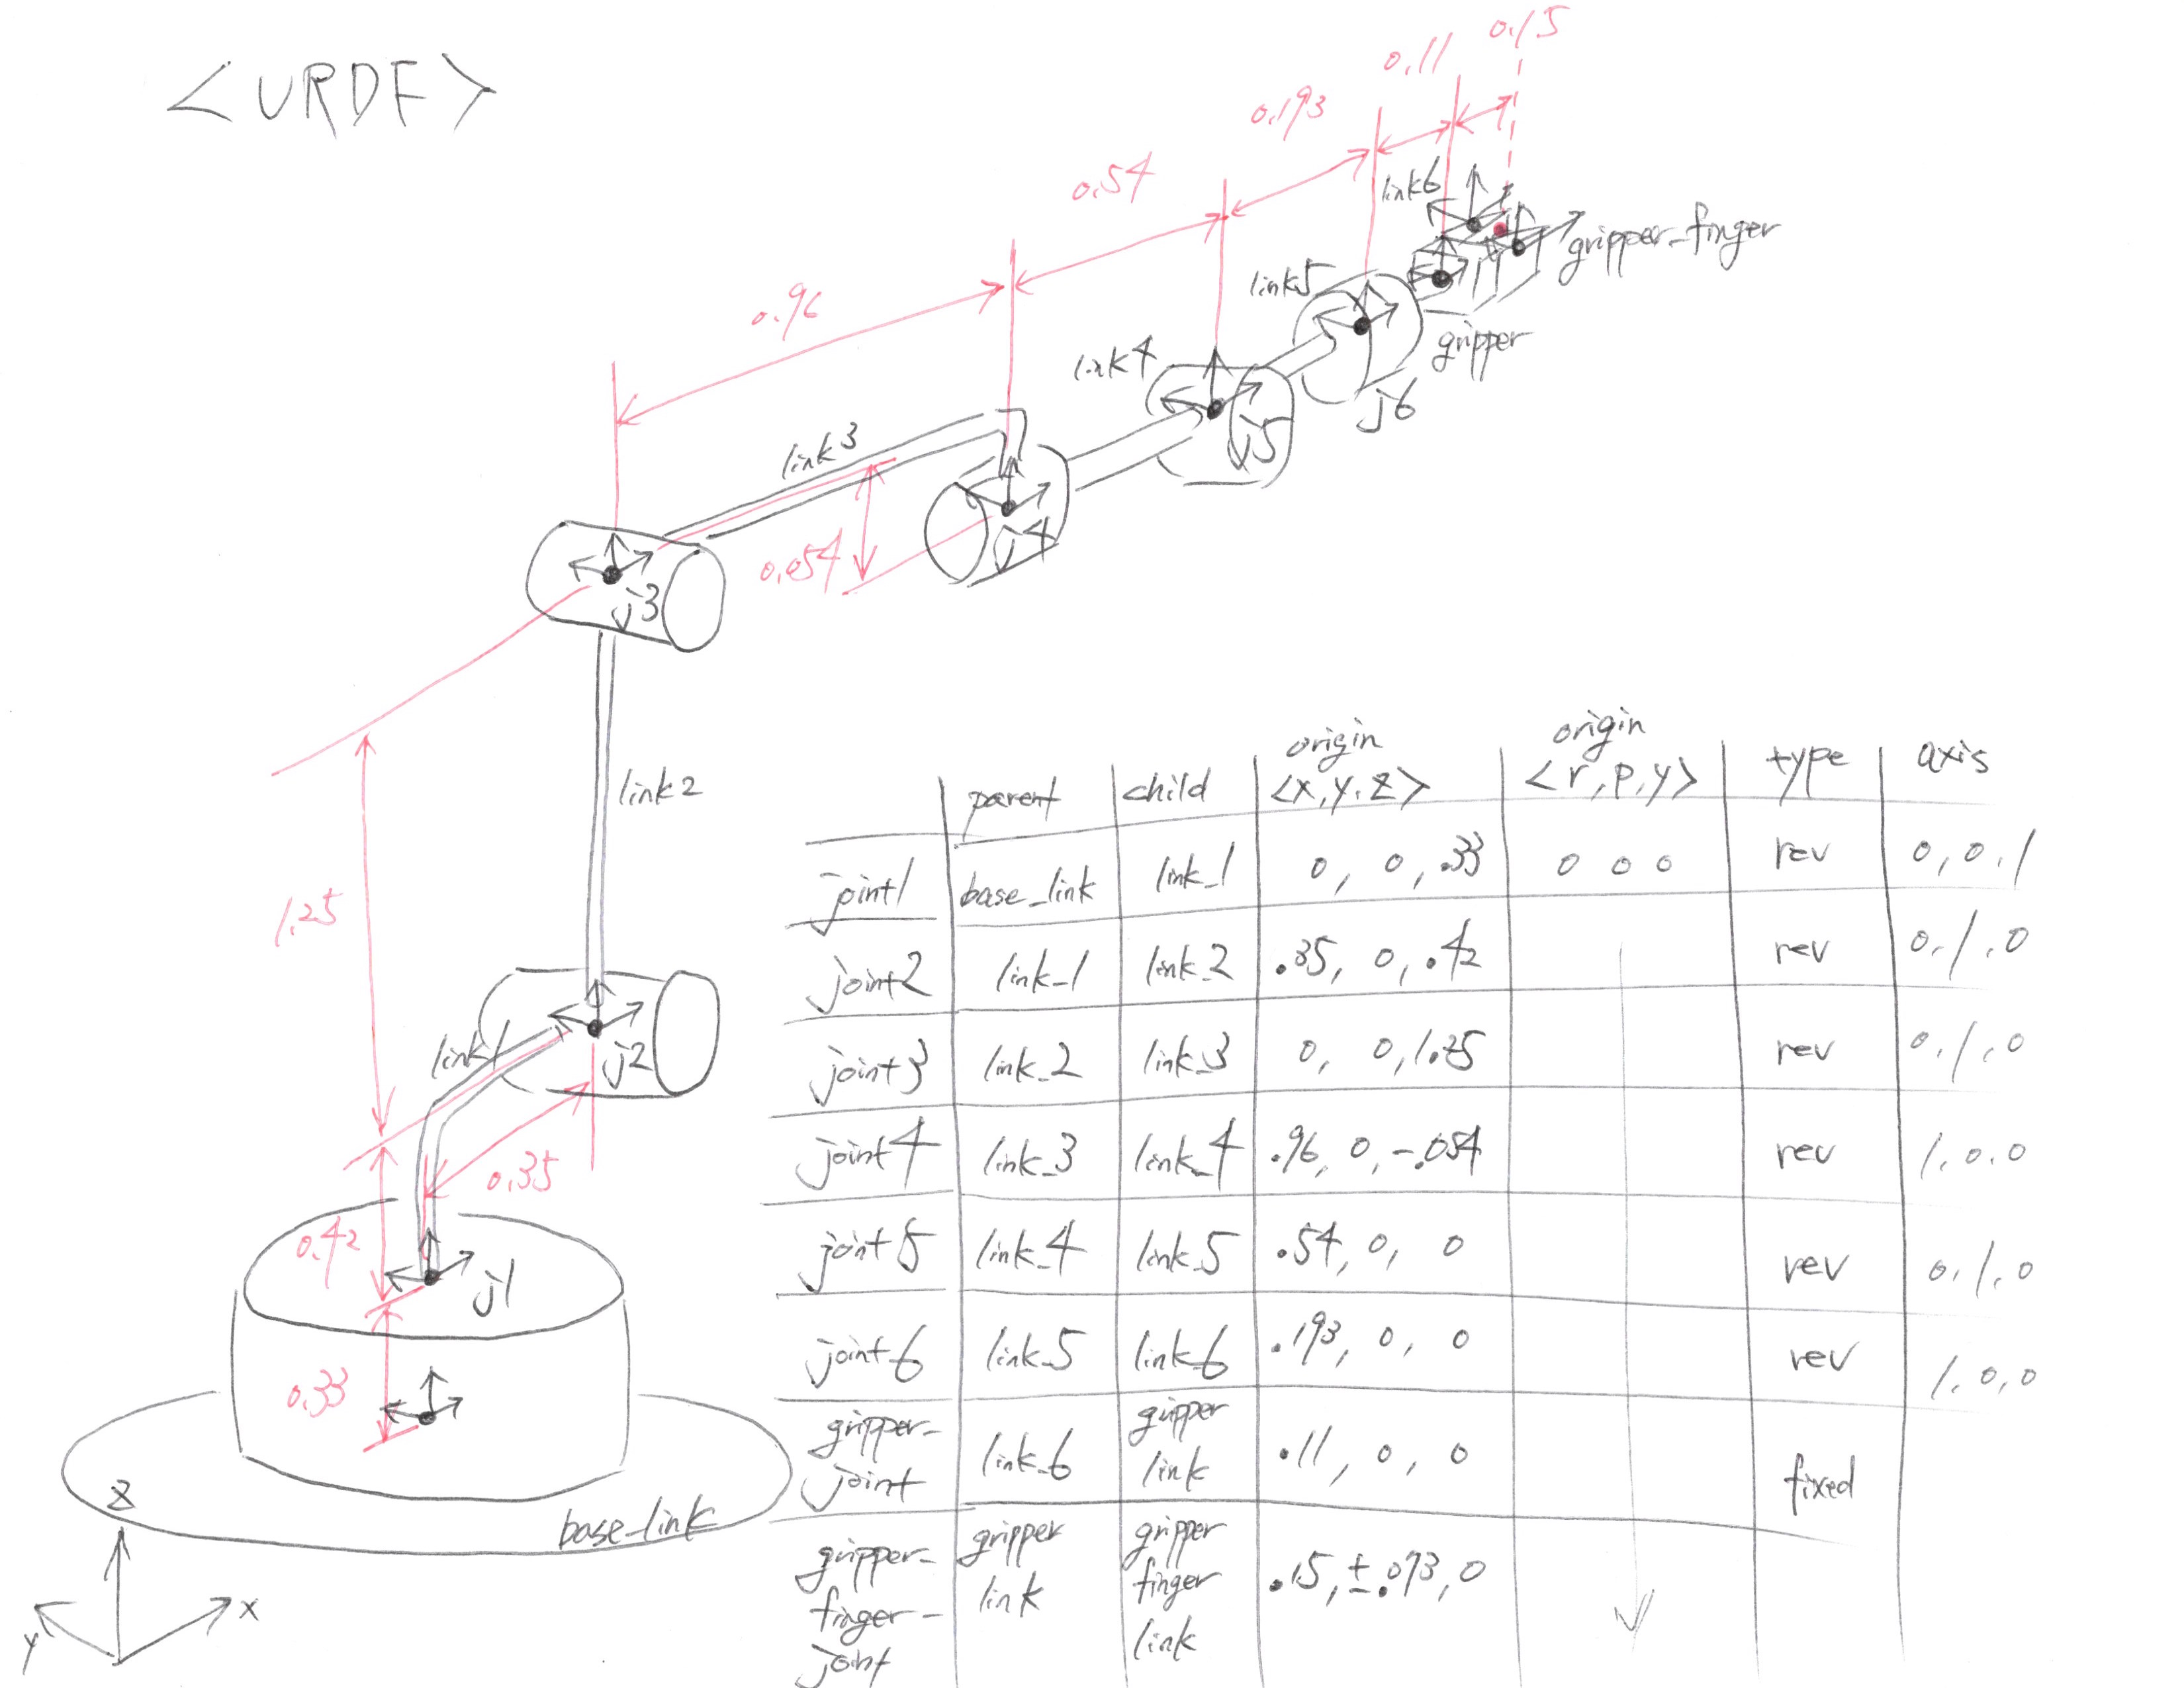 <URDF>
0.15
0.11
0.193
0.54
0.96
link6
gripper_finger
link5
gripper
j6
link4
j5
link3
0.054
j4
j3
link2
1.25
link1
j2
0.35
0.42
j1
0.33
base_link
z
x
y
parent child origin <x,y,z> origin <r,p,y> type axis
joint1 base_link link_1 0, 0, .33 0 0 0 rev 0,0,1
joint2 link_1 link_2 .35, 0, .42 rev 0,1,0
joint3 link_2 link_3 0, 0, 1.25 rev 0,1,0
joint4 link_3 link_4 .96, 0, -.054 rev 1,0,0
joint5 link_4 link_5 .54, 0, 0 rev 0,1,0
joint6 link_5 link_6 .193, 0, 0 rev 1,0,0
gripper_joint link_6 gripper link .11, 0, 0 fixed
gripper_finger_joint gripper link gripper finger link .15, ±.073, 0